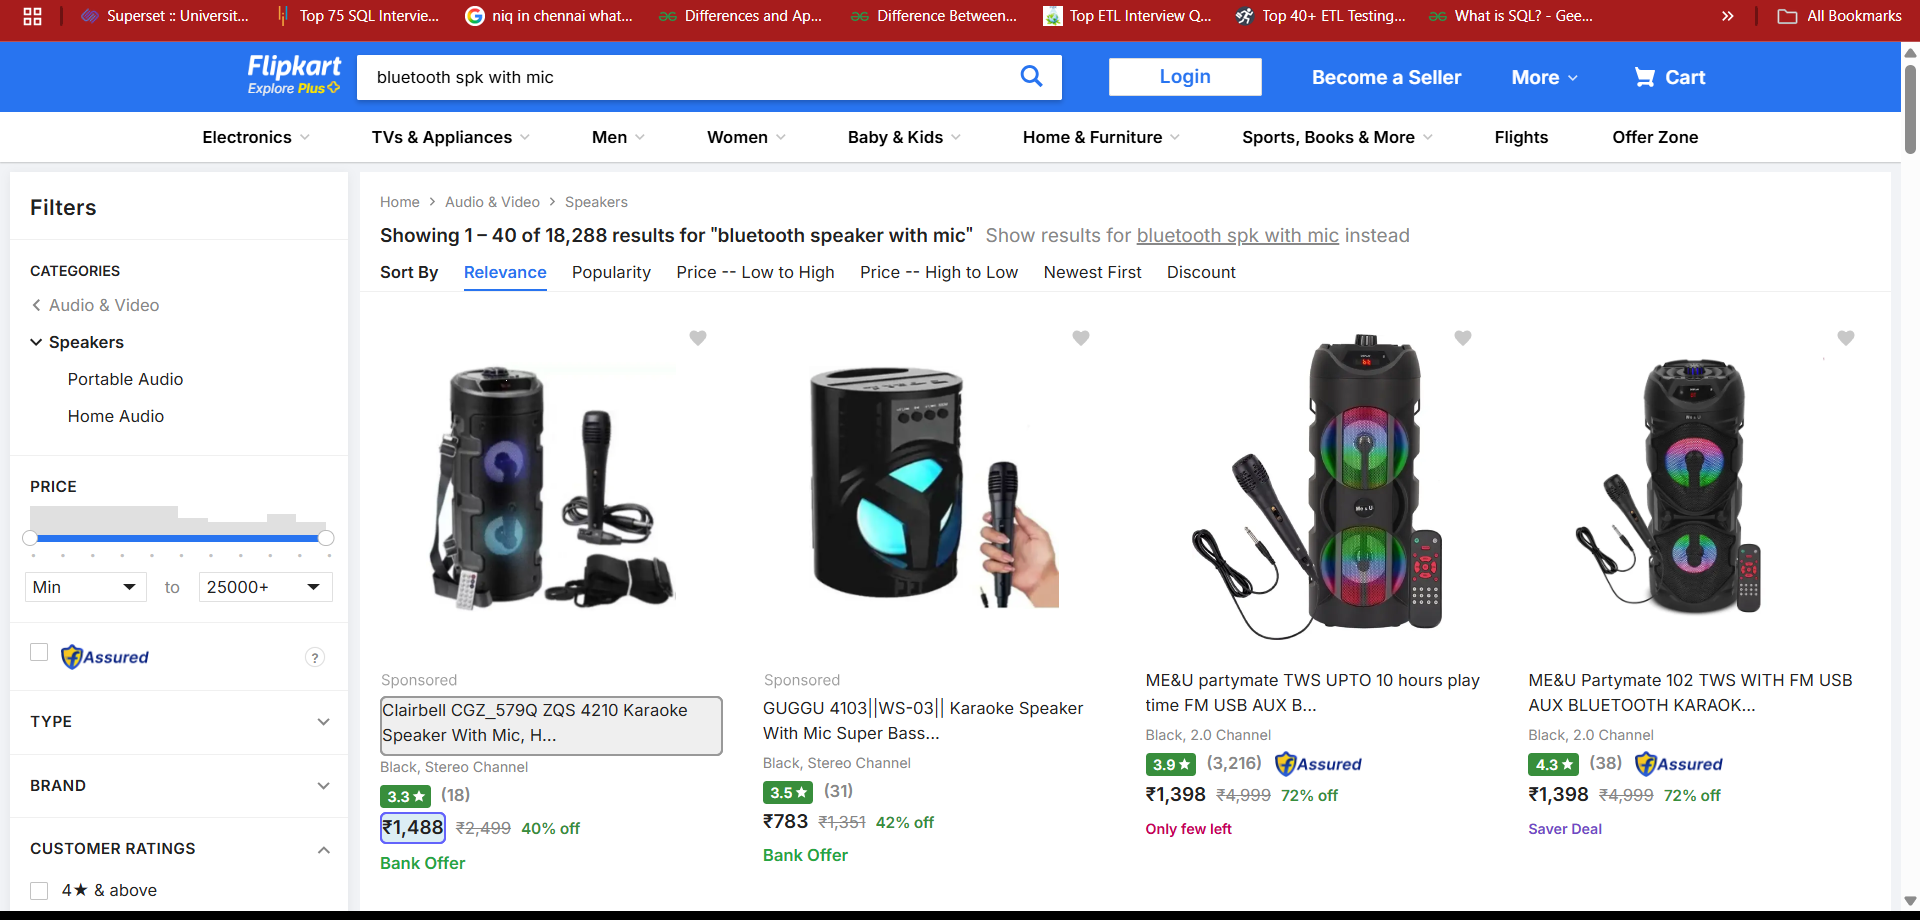 Superset :: Universit...
Top 75 SQL Intervie...
niq in chennai what...
Differences and Ap...
Difference Between...
Top ETL Interview Q...
Top 40+ ETL Testing...
What is SQL? - Gee...
All Bookmarks
Flipkart
Explore Plus
bluetooth spk with mic
Login
Become a Seller
More
Cart
Electronics
TVs & Appliances
Men
Women
Baby & Kids
Home & Furniture
Sports, Books & More
Flights
Offer Zone
Filters
CATEGORIES
Audio & Video
Speakers
Portable Audio
Home Audio
PRICE
Min to 25000+
Assured
?
TYPE
BRAND
CUSTOMER RATINGS
4★ & above
Home > Audio & Video > Speakers
Showing 1 – 40 of 18,288 results for "bluetooth speaker with mic" Show results for bluetooth spk with mic instead
Sort By Relevance Popularity Price -- Low to High Price -- High to Low Newest First Discount
Sponsored
Clairbell CGZ_579Q ZQS 4210 Karaoke
Speaker With Mic, H...
Black, Stereo Channel
3.3★ (18)
₹1,488 ₹2,499 40% off
Bank Offer
Sponsored
GUGGU 4103||WS-03|| Karaoke Speaker
With Mic Super Bass...
Black, Stereo Channel
3.5★ (31)
₹783 ₹1,351 42% off
Bank Offer
Me & U
ME&U partymate TWS UPTO 10 hours play
time FM USB AUX B...
Black, 2.0 Channel
3.9★ (3,216) Assured
₹1,398 ₹4,999 72% off
Only few left
Me & U
ME&U Partymate 102 TWS WITH FM USB
AUX BLUETOOTH KARAOK...
Black, 2.0 Channel
4.3★ (38) Assured
₹1,398 ₹4,999 72% off
Saver Deal